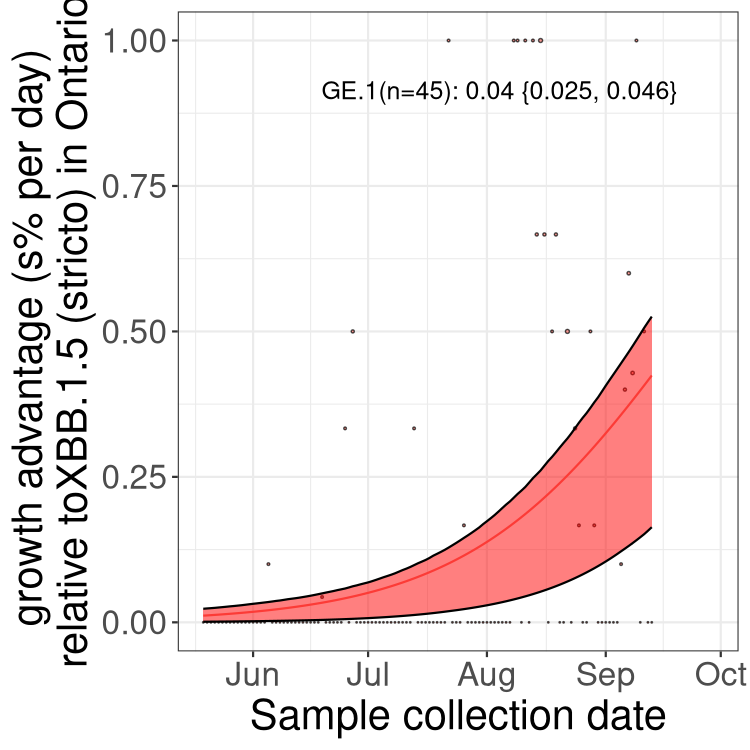 growth advantage (s% per day)
relative toXBB.1.5 (stricto) in Ontario
1.00
0.75
0.50
0.25
0.00
GE.1(n=45): 0.04 {0.025, 0.046}
Jun Jul Aug Sep Oct
Sample collection date